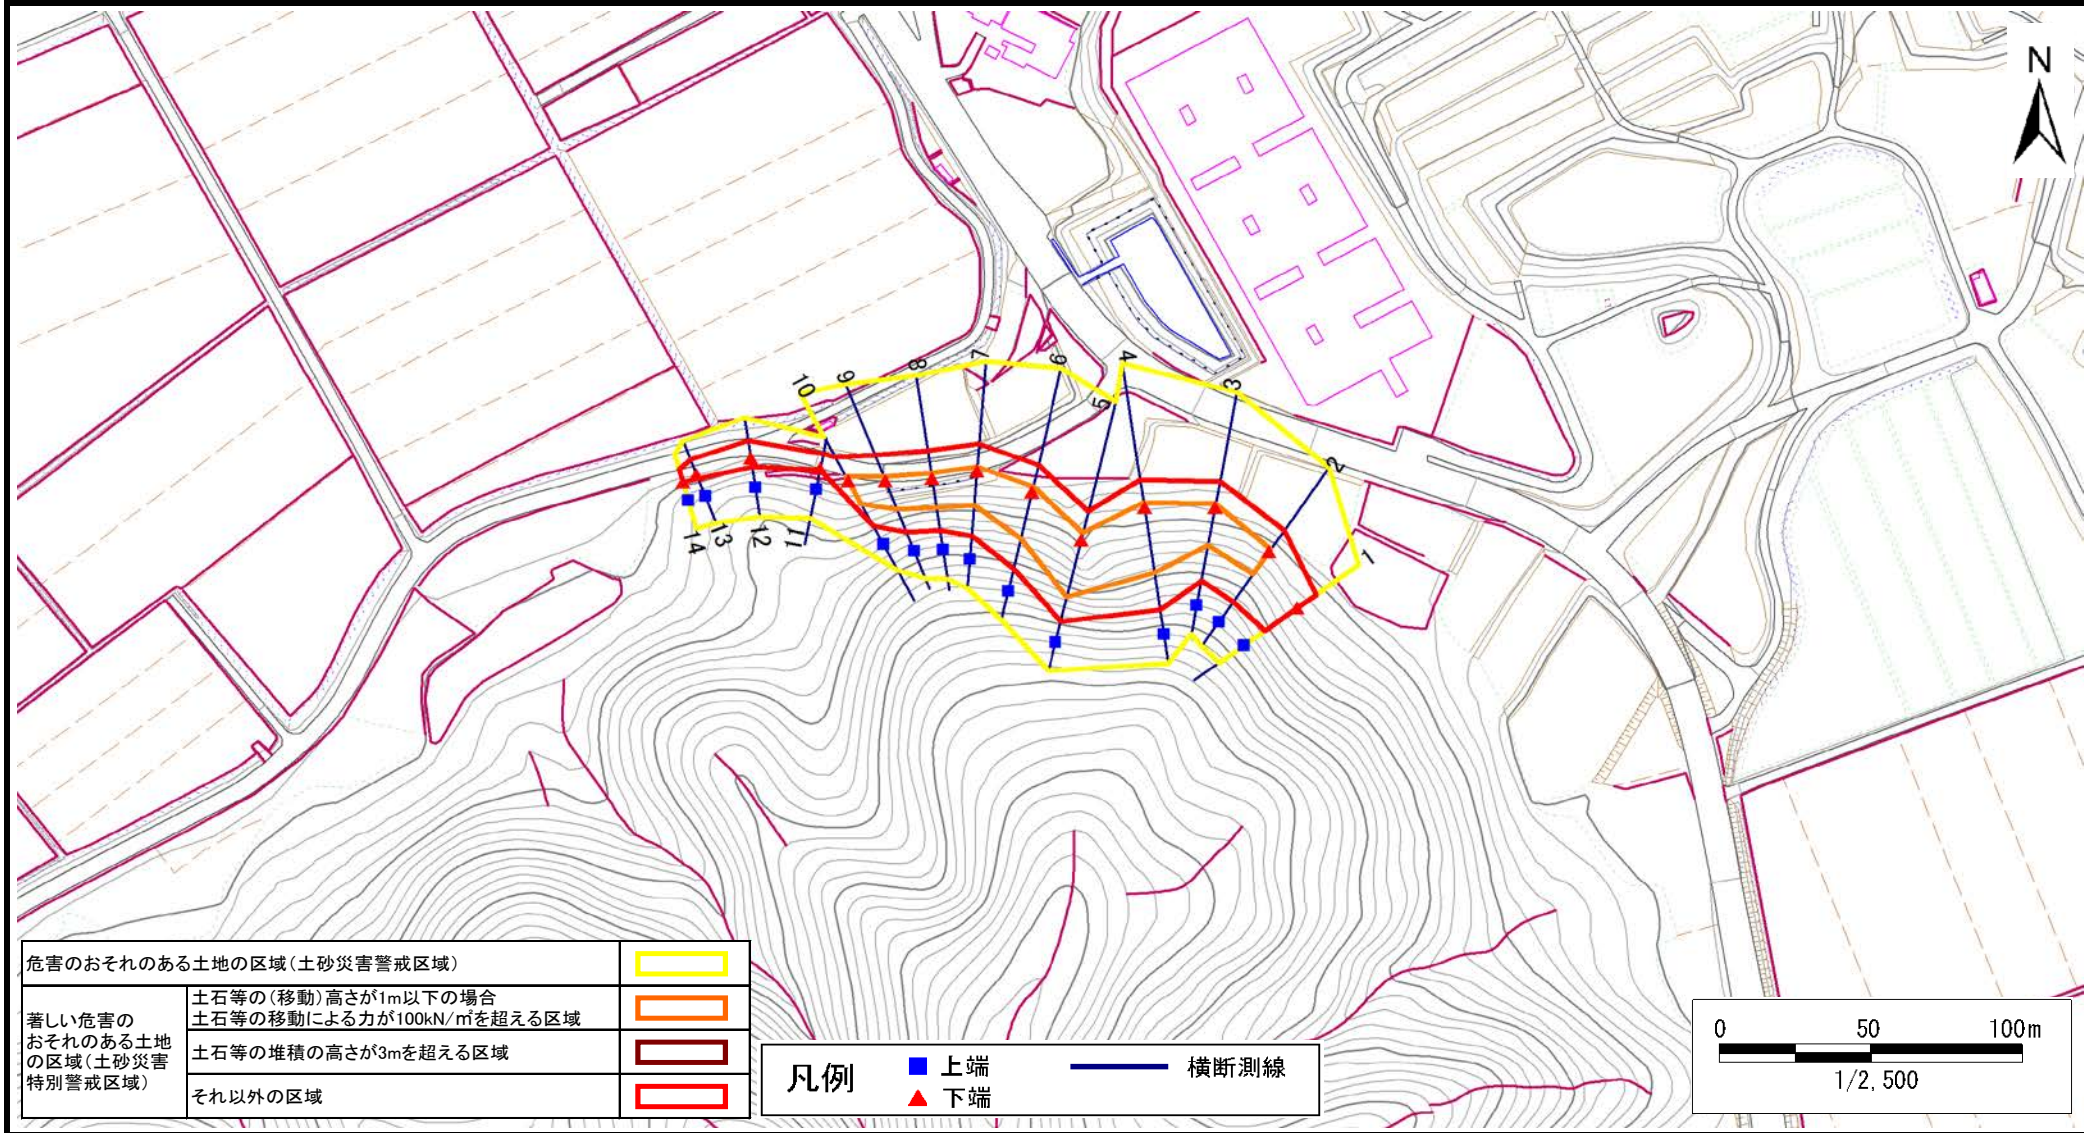 N
1
2
3
4
5
6
7
8
9
10
11
12
13
14
危害のおそれのある土地の区域（土砂災害警戒区域）
著しい危害の
おそれのある土地
の区域（土砂災害
特別警戒区域）
土石等の（移動）高さが1m以下の場合
土石等の移動による力が100kN/㎡を超える区域
土石等の堆積の高さが3mを超える区域
それ以外の区域
凡例
上端
下端
横断測線
0 50 100m
1/2,500